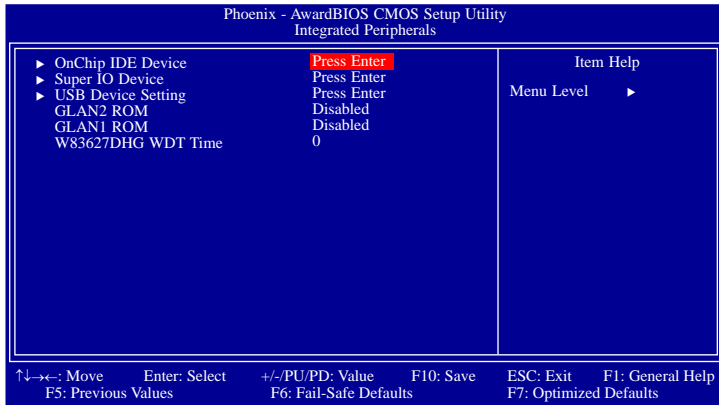 Phoenix - AwardBIOS CMOS Setup Utility
Integrated Peripherals
► OnChip IDE Device Press Enter
► Super IO Device Press Enter
► USB Device Setting Press Enter
GLAN2 ROM Disabled
GLAN1 ROM Disabled
W83627DHG WDT Time 0
Item Help
Menu Level ►
↑↓→←: Move Enter: Select +/-/PU/PD: Value F10: Save ESC: Exit F1: General Help
F5: Previous Values F6: Fail-Safe Defaults F7: Optimized Defaults